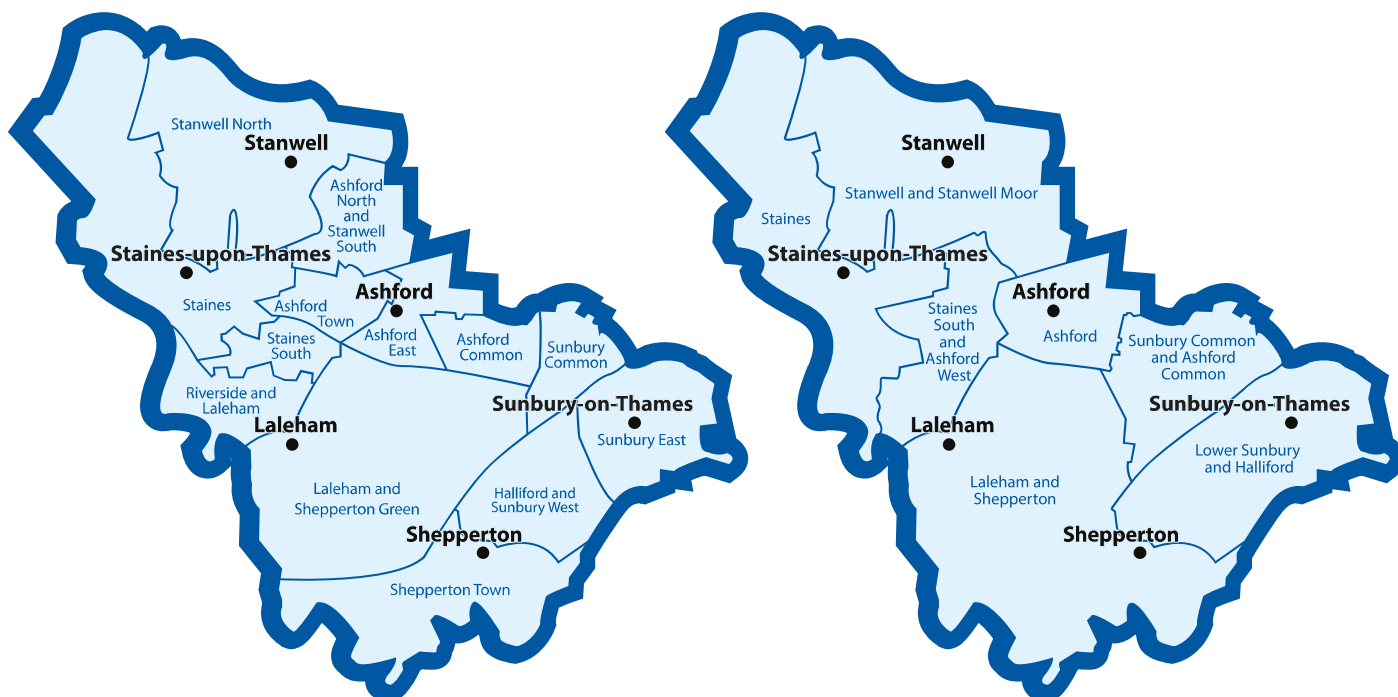 Stanwell North
Stanwell
Ashford
North
and
Stanwell
South
Staines-upon-Thames
Staines
Ashford
Town
Ashford
Ashford
East
Ashford
Common
Staines
South
Sunbury
Common
Riverside and
Laleham
Laleham
Sunbury-on-Thames
Sunbury East
Laleham and
Shepperton Green
Halliford and
Sunbury West
Shepperton
Shepperton Town
Stanwell
Stanwell and Stanwell Moor
Staines
Staines-upon-Thames
Ashford
Ashford
Staines
South
and
Ashford
West
Sunbury Common
and Ashford
Common
Sunbury-on-Thames
Laleham
Lower Sunbury
and Halliford
Laleham and
Shepperton
Shepperton